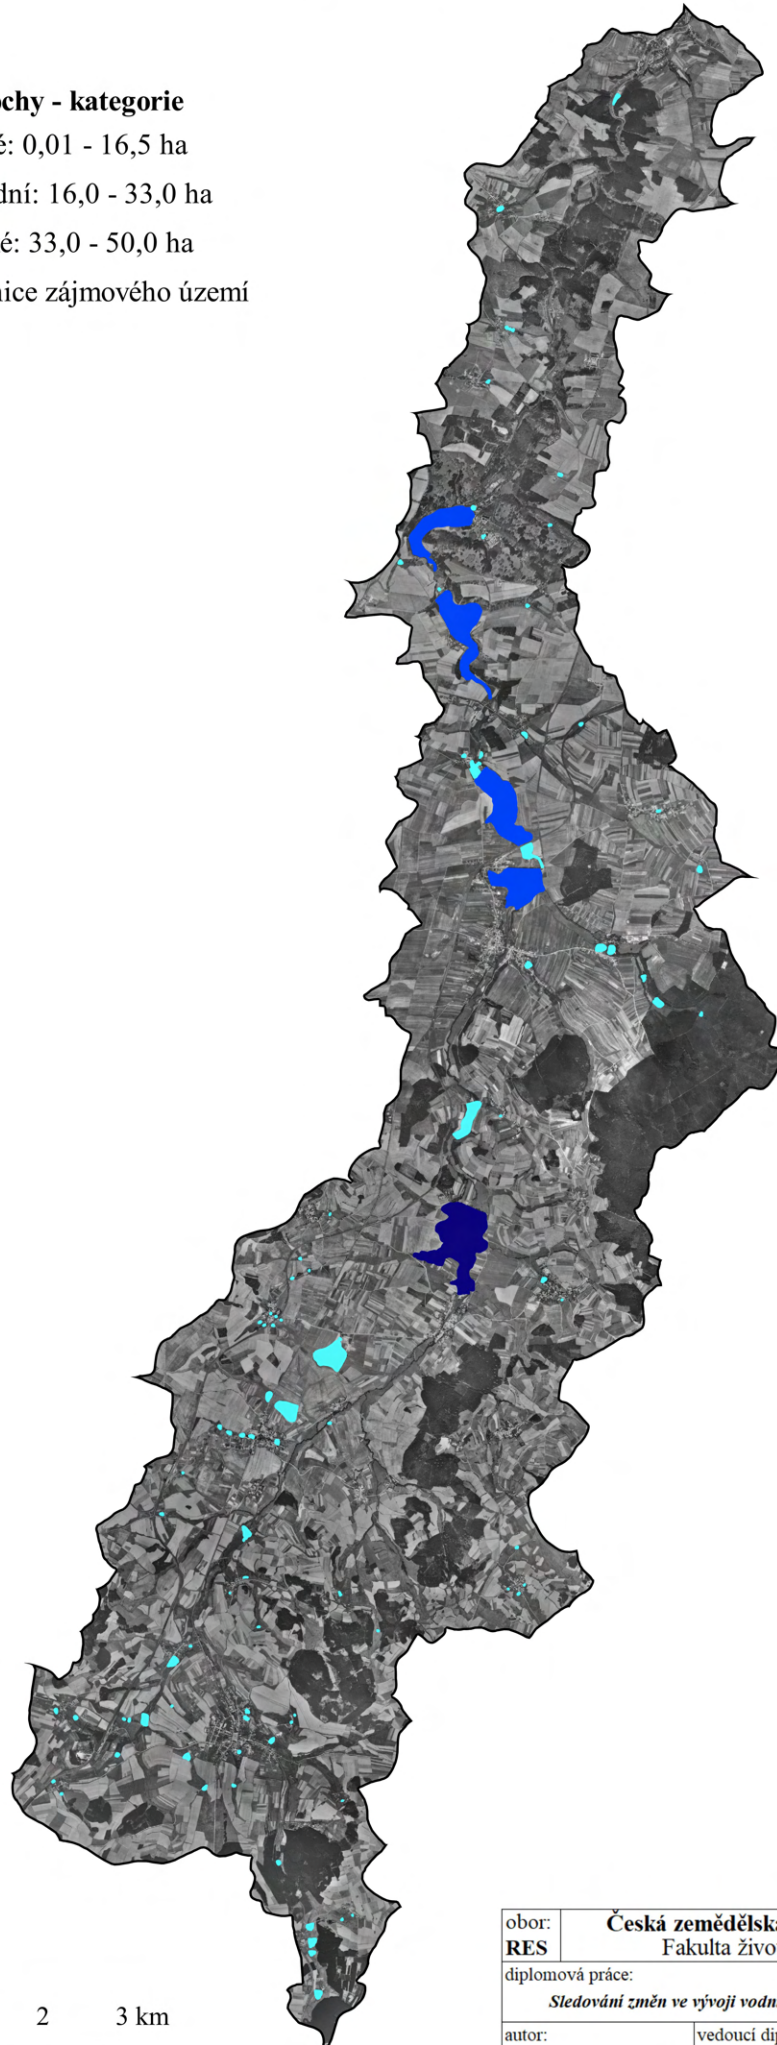 ochy - kategorie
é: 0,01 - 16,5 ha
dní: 16,0 - 33,0 ha
é: 33,0 - 50,0 ha
nice zájmového území
obor:
RES
Česká zemědělská
Fakulta živo
diplomová práce:
Sledování změn ve vývoji vodn
autor:
vedoucí dip
2 3 km